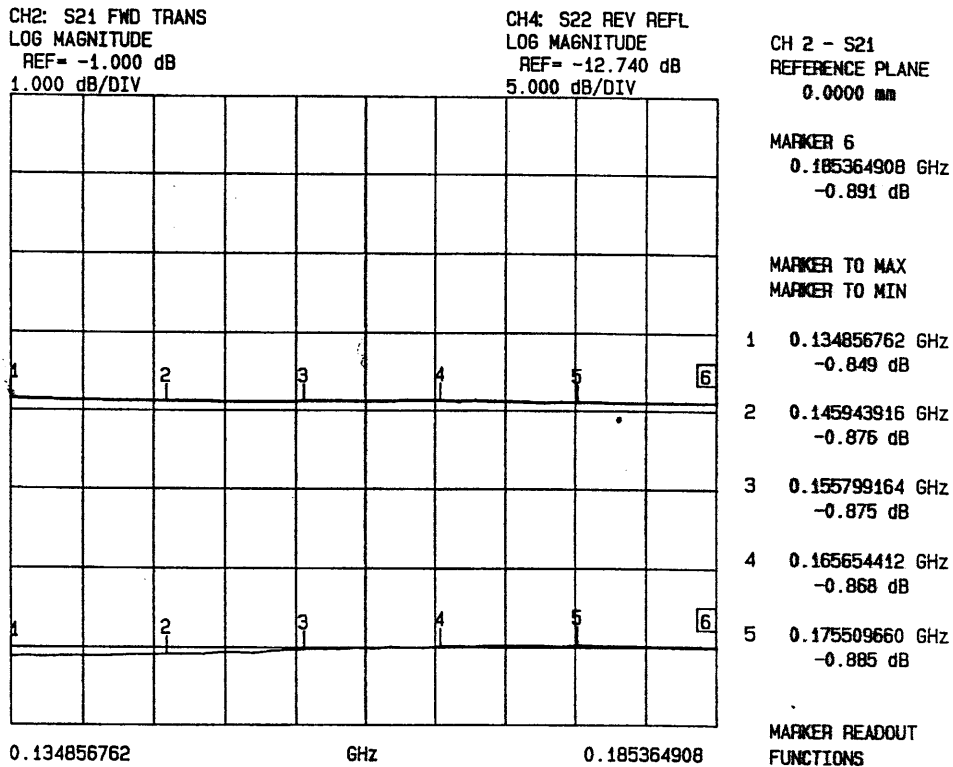 CH2: S21 FWD TRANS
LOG MAGNITUDE
REF= -1.000 dB
1.000 dB/DIV
CH4: S22 REV REFL
LOG MAGNITUDE
REF= -12.740 dB
5.000 dB/DIV
CH 2 - S21
REFERENCE PLANE
0.0000 mm
MARKER 6
0.185364908 GHz
-0.891 dB
MARKER TO MAX
MARKER TO MIN
1 0.134856762 GHz
-0.849 dB
2 0.145943916 GHz
-0.876 dB
3 0.155799164 GHz
-0.875 dB
4 0.165654412 GHz
-0.868 dB
5 0.175509660 GHz
-0.885 dB
MARKER READOUT
FUNCTIONS
1 2 3 4 5 6
1 2 3 4 5 6
0.134856762 GHz 0.185364908